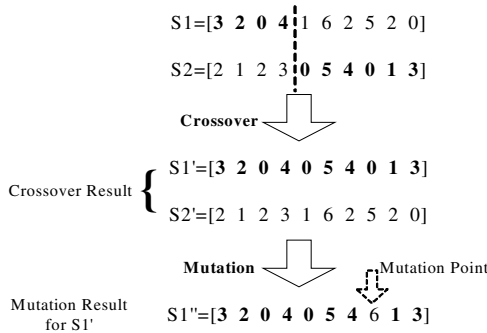 S1=[3 2 0 4 1 6 2 5 2 0]
S2=[2 1 2 3 0 5 4 0 1 3]
Crossover
S1'=[3 2 0 4 0 5 4 0 1 3]
Crossover Result {
S2'=[2 1 2 3 1 6 2 5 2 0]
Mutation
Mutation Point
Mutation Result
for S1'
S1''=[3 2 0 4 0 5 4 6 1 3]